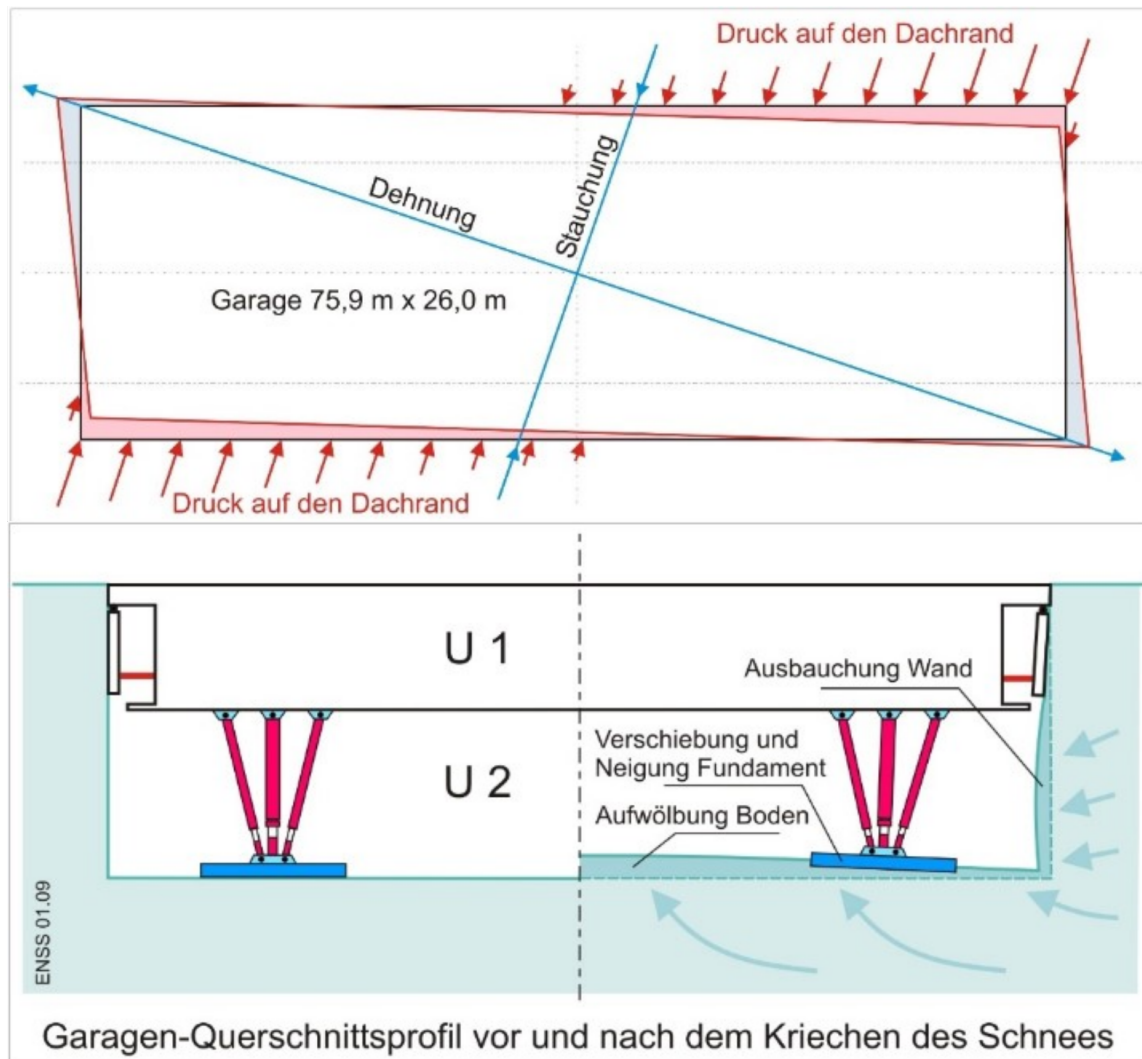 Druck auf den Dachrand
Dehnung
Stauchung
Garage 75,9 m x 26,0 m
Druck auf den Dachrand
U 1
Ausbauchung Wand
Verschiebung und
Neigung Fundament
U 2
Aufwölbung Boden
ENSS 01.09
Garagen-Querschnittsprofil vor und nach dem Kriechen des Schnees